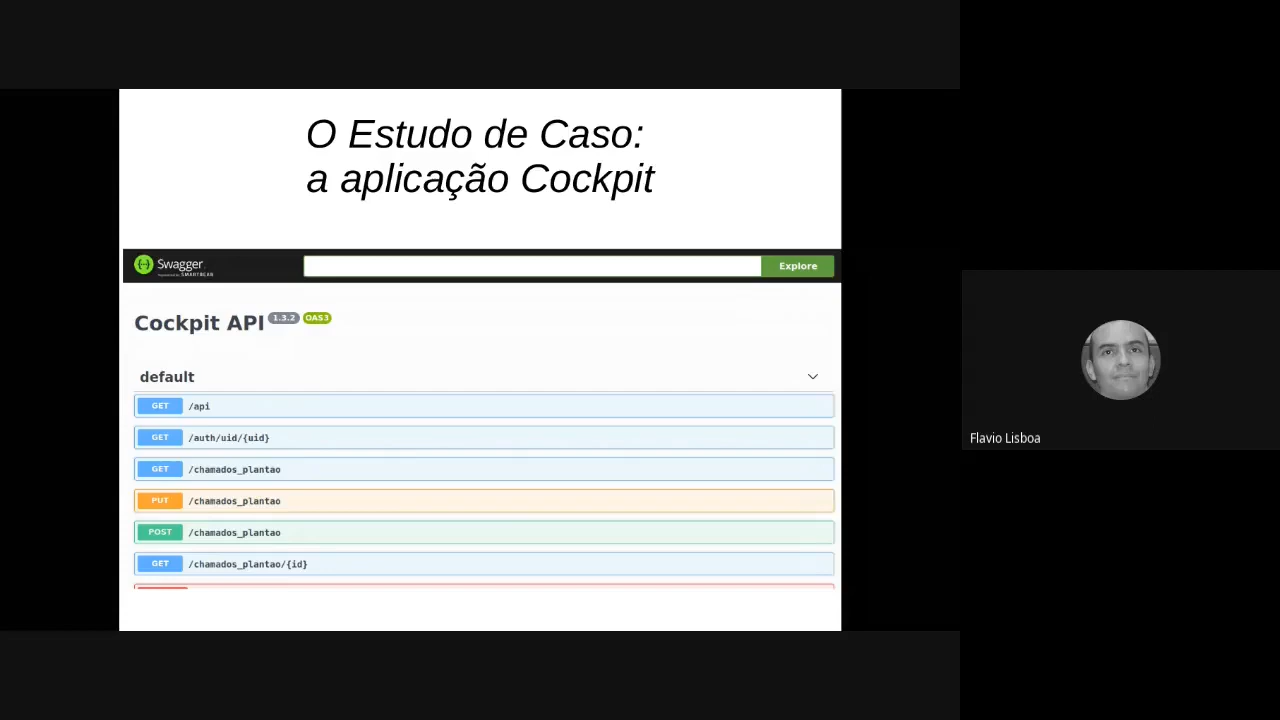 O Estudo de Caso:
a aplicação Cockpit
Swagger
Explore
Cockpit API 1.3.2 OAS3
default
GET /api
GET /auth/uid/{uid}
GET /chamados_plantao
PUT /chamados_plantao
POST /chamados_plantao
GET /chamados_plantao/{id}
Flavio Lisboa